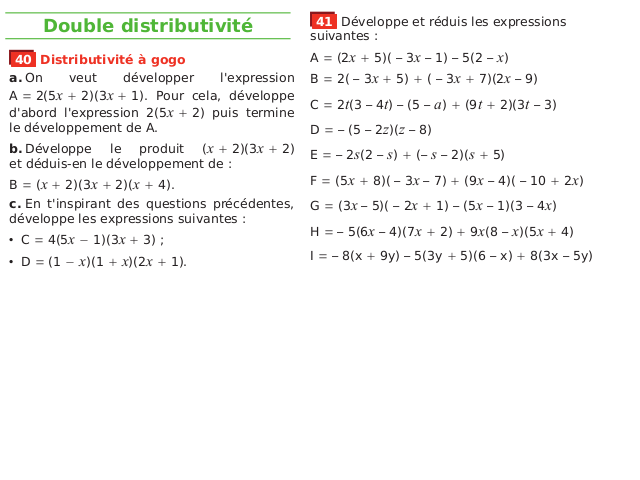 Double distributivité
40 Distributivité à gogo
a. On veut développer l'expression
A = 2(5x + 2)(3x + 1). Pour cela, développe
d'abord l'expression 2(5x + 2) puis termine
le développement de A.
b. Développe le produit (x + 2)(3x + 2)
et déduis-en le développement de :
B = (x + 2)(3x + 2)(x + 4).
c. En t'inspirant des questions précédentes,
développe les expressions suivantes :
• C = 4(5x − 1)(3x + 3) ;
• D = (1 − x)(1 + x)(2x + 1).
41 Développe et réduis les expressions
suivantes :
A = (2x + 5)( – 3x – 1) – 5(2 – x)
B = 2( – 3x + 5) + ( – 3x + 7)(2x – 9)
C = 2t(3 – 4t) – (5 – a) + (9t + 2)(3t – 3)
D = – (5 – 2z)(z – 8)
E = – 2s(2 – s) + (– s – 2)(s + 5)
F = (5x + 8)( – 3x – 7) + (9x – 4)( – 10 + 2x)
G = (3x – 5)( – 2x + 1) – (5x – 1)(3 – 4x)
H = – 5(6x – 4)(7x + 2) + 9x(8 – x)(5x + 4)
I = – 8(x + 9y) – 5(3y + 5)(6 – x) + 8(3x – 5y)